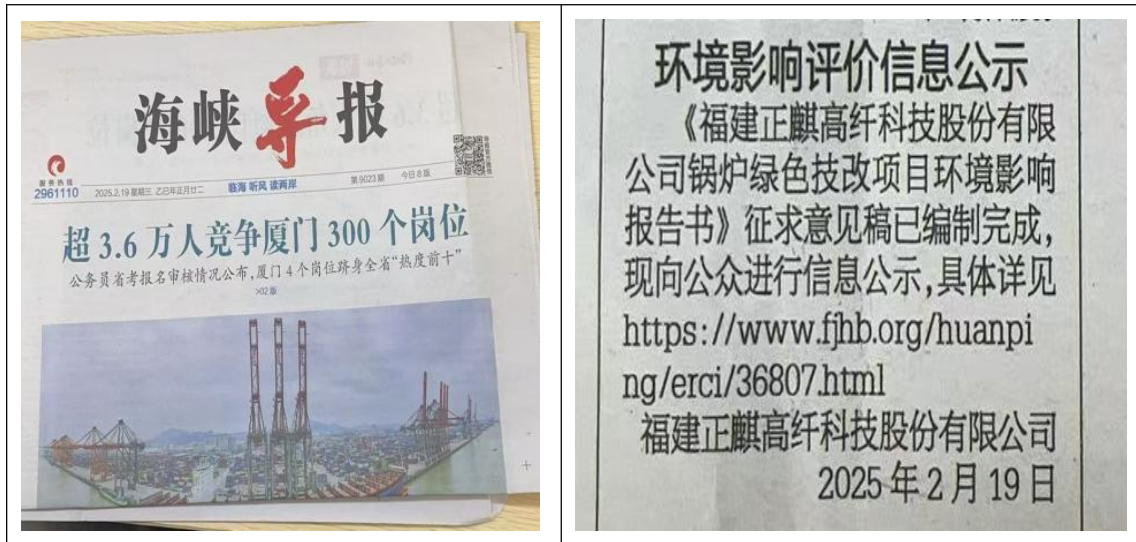 海峡导报
服务热线
2961110
2025.2.19 星期三 乙巳年正月廿二
临海 听风 读两岸
第9023期 今日8版
超3.6万人竞争厦门300个岗位
公务员省考报名审核情况公布,厦门4个岗位跻身全省“热度前十”
>02版
环境影响评价信息公示
《福建正麒高纤科技股份有限
公司锅炉绿色技改项目环境影响
报告书》征求意见稿已编制完成,
现向公众进行信息公示,具体详见
https://www.fjhb.org/huanpi
ng/erci/36807.html
福建正麒高纤科技股份有限公司
2025年2月19日